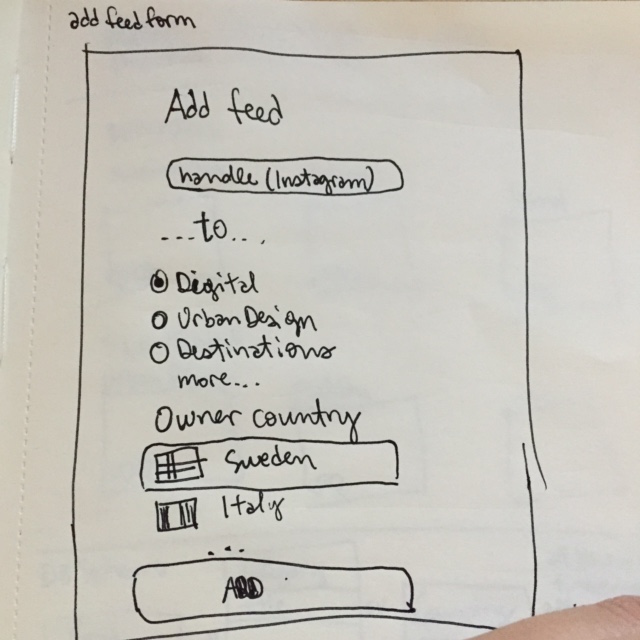 add feed form
Add feed
handle (Instagram)
...to...
Digital
Urban Design
Destinations
more...
Owner country
Sweden
Italy
...
ADD